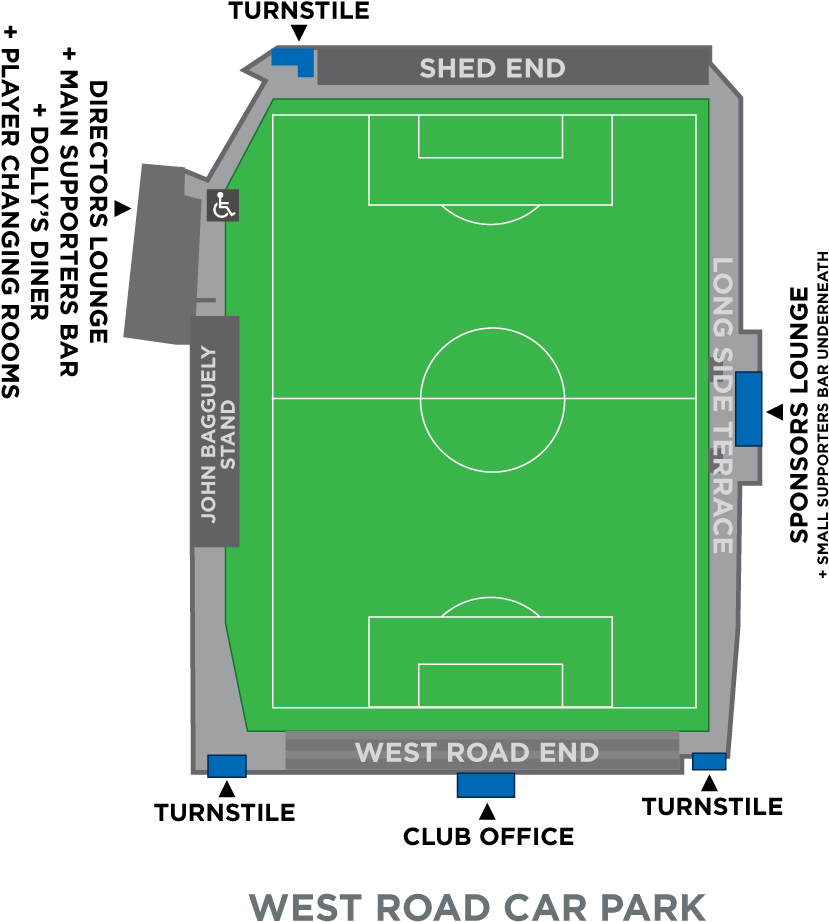 TURNSTILE
SHED END
DIRECTORS LOUNGE
+ MAIN SUPPORTERS BAR
+ DOLLY'S DINER
+ PLAYER CHANGING ROOMS
JOHN BAGGUELY
STAND
LONG SIDE TERRACE
SPONSORS LOUNGE
+ SMALL SUPPORTERS BAR UNDERNEATH
WEST ROAD END
TURNSTILE
CLUB OFFICE
TURNSTILE
WEST ROAD CAR PARK